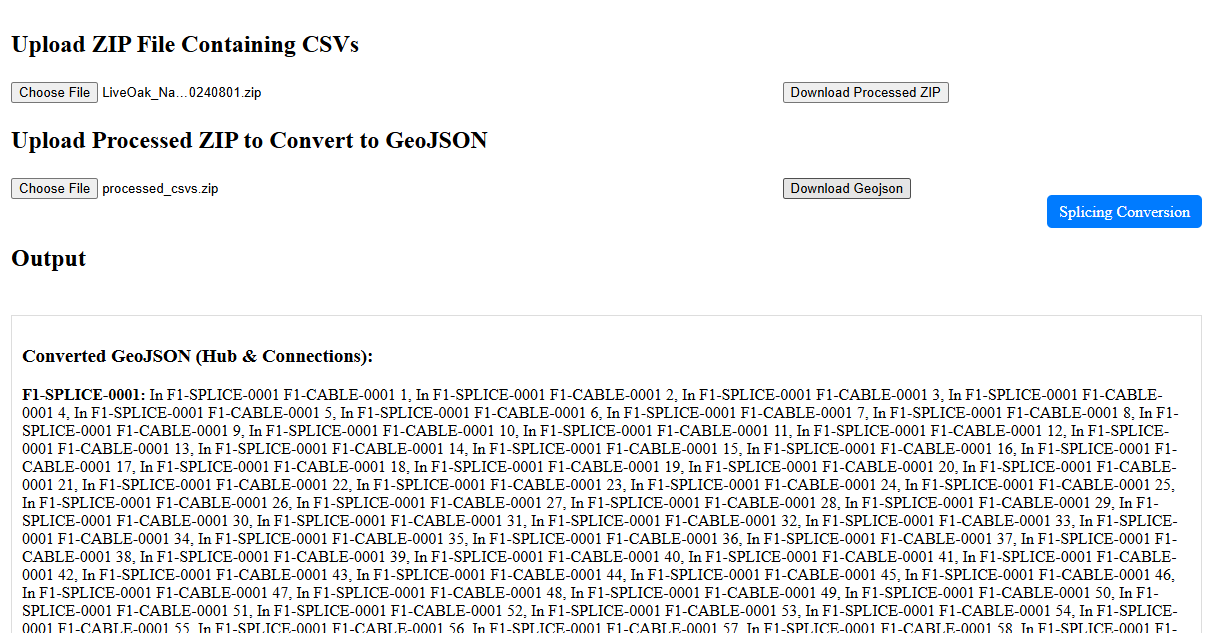 Upload ZIP File Containing CSVs
Choose File LiveOak_Na...0240801.zip Download Processed ZIP
Upload Processed ZIP to Convert to GeoJSON
Choose File processed_csvs.zip Download Geojson
Splicing Conversion
Output
Converted GeoJSON (Hub & Connections):
F1-SPLICE-0001: In F1-SPLICE-0001 F1-CABLE-0001 1, In F1-SPLICE-0001 F1-CABLE-0001 2, In F1-SPLICE-0001 F1-CABLE-0001 3, In F1-SPLICE-0001 F1-CABLE-
0001 4, In F1-SPLICE-0001 F1-CABLE-0001 5, In F1-SPLICE-0001 F1-CABLE-0001 6, In F1-SPLICE-0001 F1-CABLE-0001 7, In F1-SPLICE-0001 F1-CABLE-0001 8, In F1-
SPLICE-0001 F1-CABLE-0001 9, In F1-SPLICE-0001 F1-CABLE-0001 10, In F1-SPLICE-0001 F1-CABLE-0001 11, In F1-SPLICE-0001 F1-CABLE-0001 12, In F1-SPLICE-
0001 F1-CABLE-0001 13, In F1-SPLICE-0001 F1-CABLE-0001 14, In F1-SPLICE-0001 F1-CABLE-0001 15, In F1-SPLICE-0001 F1-CABLE-0001 16, In F1-SPLICE-0001 F1-
CABLE-0001 17, In F1-SPLICE-0001 F1-CABLE-0001 18, In F1-SPLICE-0001 F1-CABLE-0001 19, In F1-SPLICE-0001 F1-CABLE-0001 20, In F1-SPLICE-0001 F1-CABLE-
0001 21, In F1-SPLICE-0001 F1-CABLE-0001 22, In F1-SPLICE-0001 F1-CABLE-0001 23, In F1-SPLICE-0001 F1-CABLE-0001 24, In F1-SPLICE-0001 F1-CABLE-0001 25,
In F1-SPLICE-0001 F1-CABLE-0001 26, In F1-SPLICE-0001 F1-CABLE-0001 27, In F1-SPLICE-0001 F1-CABLE-0001 28, In F1-SPLICE-0001 F1-CABLE-0001 29, In F1-
SPLICE-0001 F1-CABLE-0001 30, In F1-SPLICE-0001 F1-CABLE-0001 31, In F1-SPLICE-0001 F1-CABLE-0001 32, In F1-SPLICE-0001 F1-CABLE-0001 33, In F1-SPLICE-
0001 F1-CABLE-0001 34, In F1-SPLICE-0001 F1-CABLE-0001 35, In F1-SPLICE-0001 F1-CABLE-0001 36, In F1-SPLICE-0001 F1-CABLE-0001 37, In F1-SPLICE-0001 F1-
CABLE-0001 38, In F1-SPLICE-0001 F1-CABLE-0001 39, In F1-SPLICE-0001 F1-CABLE-0001 40, In F1-SPLICE-0001 F1-CABLE-0001 41, In F1-SPLICE-0001 F1-CABLE-
0001 42, In F1-SPLICE-0001 F1-CABLE-0001 43, In F1-SPLICE-0001 F1-CABLE-0001 44, In F1-SPLICE-0001 F1-CABLE-0001 45, In F1-SPLICE-0001 F1-CABLE-0001 46,
In F1-SPLICE-0001 F1-CABLE-0001 47, In F1-SPLICE-0001 F1-CABLE-0001 48, In F1-SPLICE-0001 F1-CABLE-0001 49, In F1-SPLICE-0001 F1-CABLE-0001 50, In F1-
SPLICE-0001 F1-CABLE-0001 51, In F1-SPLICE-0001 F1-CABLE-0001 52, In F1-SPLICE-0001 F1-CABLE-0001 53, In F1-SPLICE-0001 F1-CABLE-0001 54, In F1-SPLICE-
0001 F1-CABLE-0001 55, In F1-SPLICE-0001 F1-CABLE-0001 56, In F1-SPLICE-0001 F1-CABLE-0001 57, In F1-SPLICE-0001 F1-CABLE-0001 58, In F1-SPLICE-0001 F1-